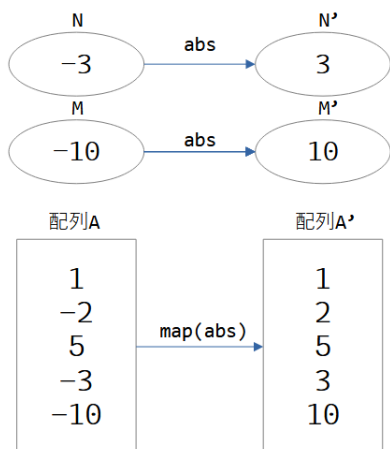 N N’
abs
−3 3
M M’
abs
−10 10
配列A 配列A’
1 1
−2 2
5 5
map(abs)
−3 3
−10 10